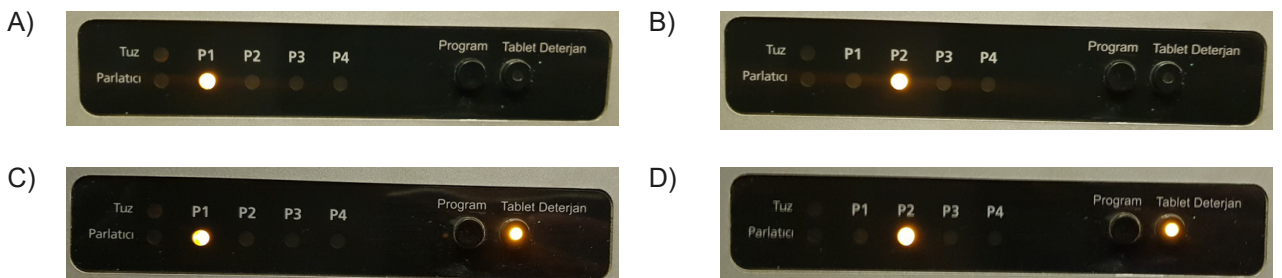 A)
Tuz P1 P2 P3 P4 Program Tablet Deterjan
Parlatıcı
B)
Tuz P1 P2 P3 P4 Program Tablet Deterjan
Parlatıcı
C)
Tuz P1 P2 P3 P4 Program Tablet Deterjan
Parlatıcı
D)
Tuz P1 P2 P3 P4 Program Tablet Deterjan
Parlatıcı